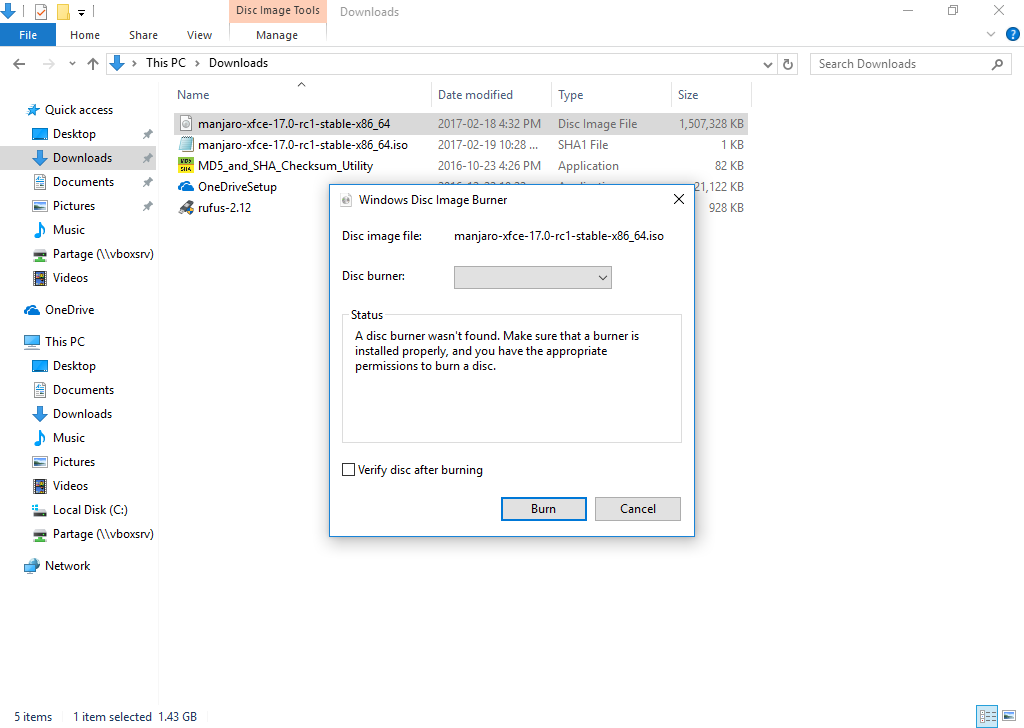 Disc Image Tools
Downloads
File
Home
Share
View
Manage
This PC
Downloads
Search Downloads
Name
Date modified
Type
Size
manjaro-xfce-17.0-rc1-stable-x86_64 2017-02-18 4:32 PM Disc Image File 1,507,328 KB
manjaro-xfce-17.0-rc1-stable-x86_64.iso 2017-02-19 10:28 ... SHA1 File 1 KB
MD5_and_SHA_Checksum_Utility 2016-10-23 4:26 PM Application 82 KB
OneDriveSetup 21,122 KB
rufus-2.12 928 KB
Quick access
Desktop
Downloads
Documents
Pictures
Music
Partage (\\vboxsrv)
Videos
OneDrive
This PC
Desktop
Documents
Downloads
Music
Pictures
Videos
Local Disk (C:)
Partage (\\vboxsrv)
Network
Windows Disc Image Burner
Disc image file: manjaro-xfce-17.0-rc1-stable-x86_64.iso
Disc burner:
Status
A disc burner wasn't found. Make sure that a burner is
installed properly, and you have the appropriate
permissions to burn a disc.
Verify disc after burning
Burn
Cancel
5 items 1 item selected 1.43 GB